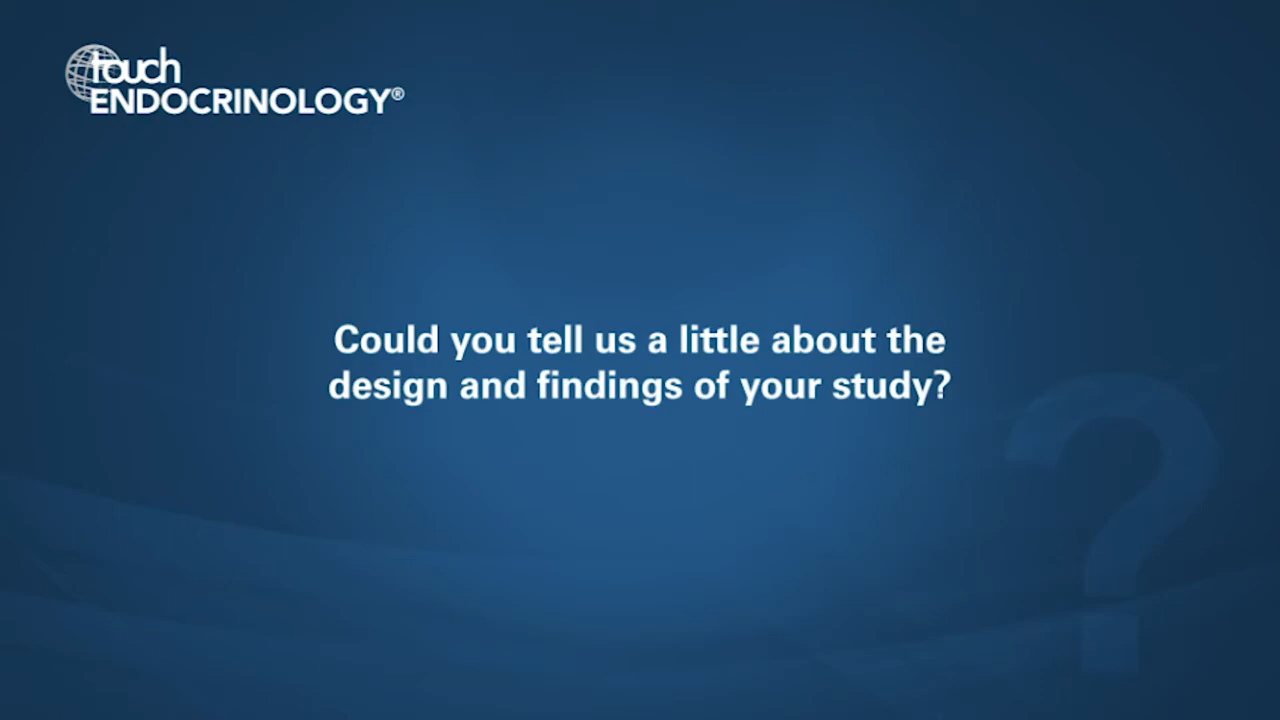 touch
ENDOCRINOLOGY®
Could you tell us a little about the
design and findings of your study?
?